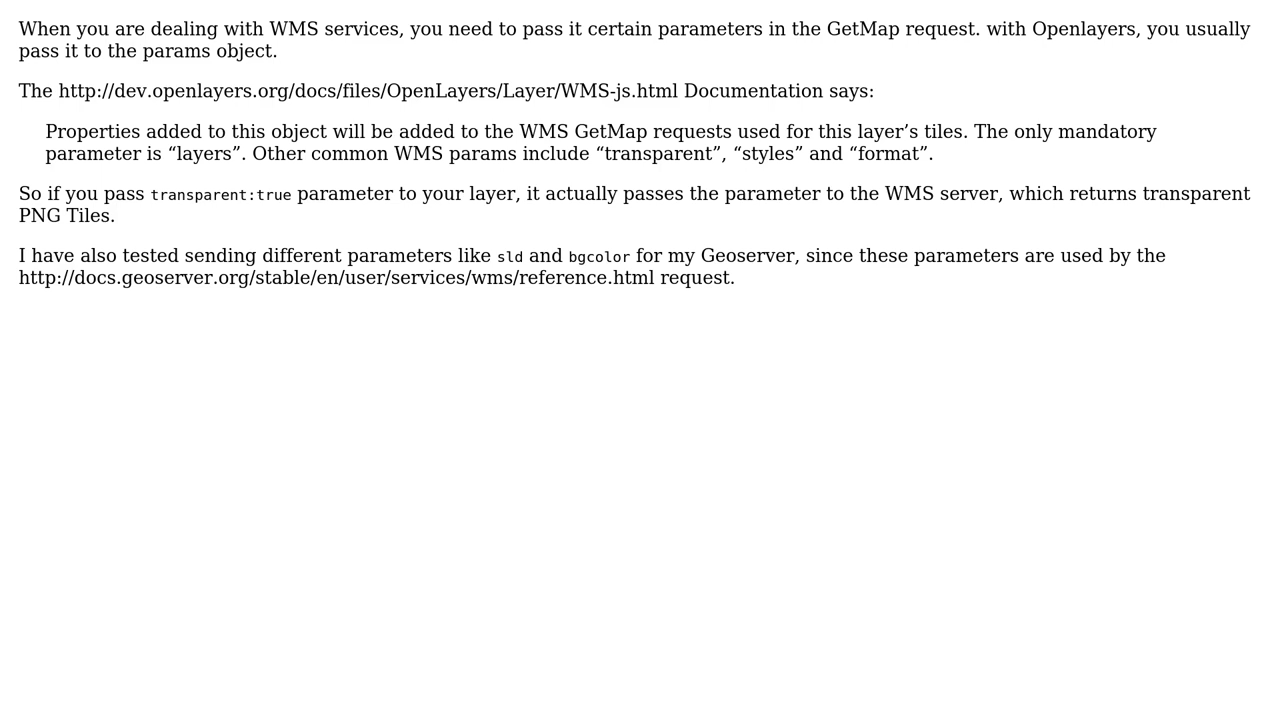 When you are dealing with WMS services, you need to pass it certain parameters in the GetMap request. with Openlayers, you usually
pass it to the params object.
The http://dev.openlayers.org/docs/files/OpenLayers/Layer/WMS-js.html Documentation says:
Properties added to this object will be added to the WMS GetMap requests used for this layer’s tiles. The only mandatory
parameter is “layers”. Other common WMS params include “transparent”, “styles” and “format”.
So if you pass transparent:true parameter to your layer, it actually passes the parameter to the WMS server, which returns transparent
PNG Tiles.
I have also tested sending different parameters like sld and bgcolor for my Geoserver, since these parameters are used by the
http://docs.geoserver.org/stable/en/user/services/wms/reference.html request.